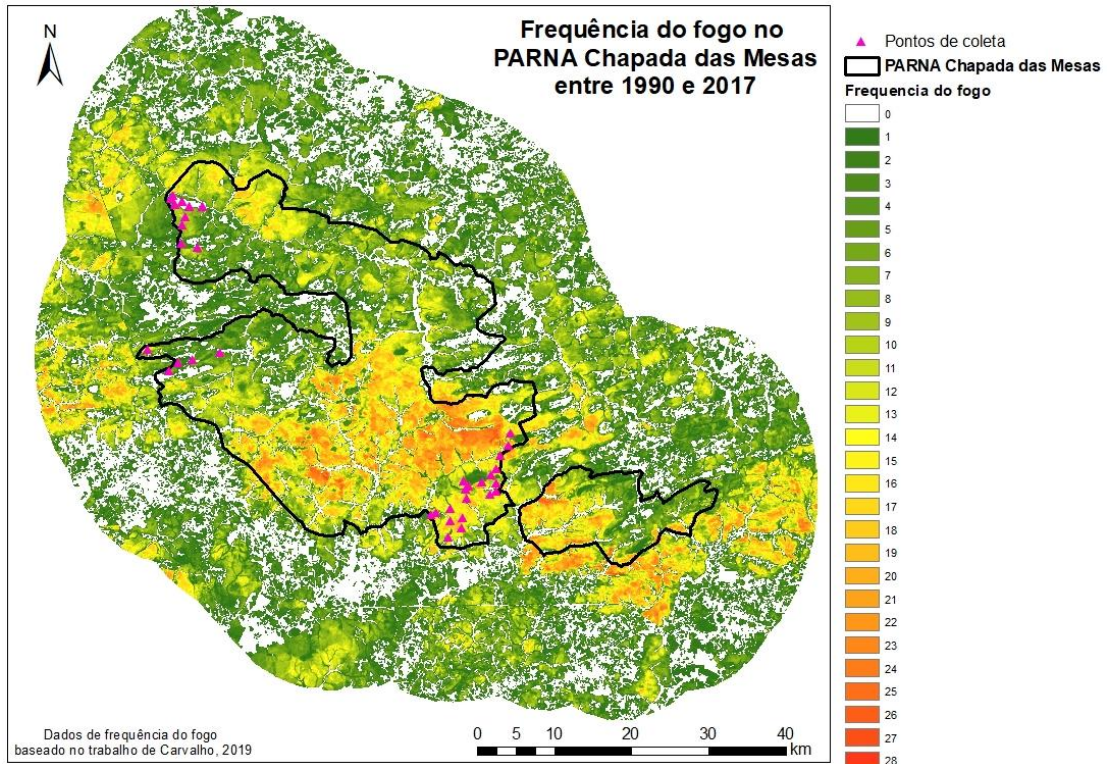 N
Frequência do fogo no
PARNA Chapada das Mesas
entre 1990 e 2017
Dados de frequência do fogo
baseado no trabalho de Carvalho, 2019
0 10 20 30 40
km
Pontos de coleta
PARNA Chapada das Mesas
Frequencia do fogo
0
1
2
3
4
5
6
7
8
9
10
11
12
13
14
15
16
17
18
19
20
21
22
23
24
25
26
27
28